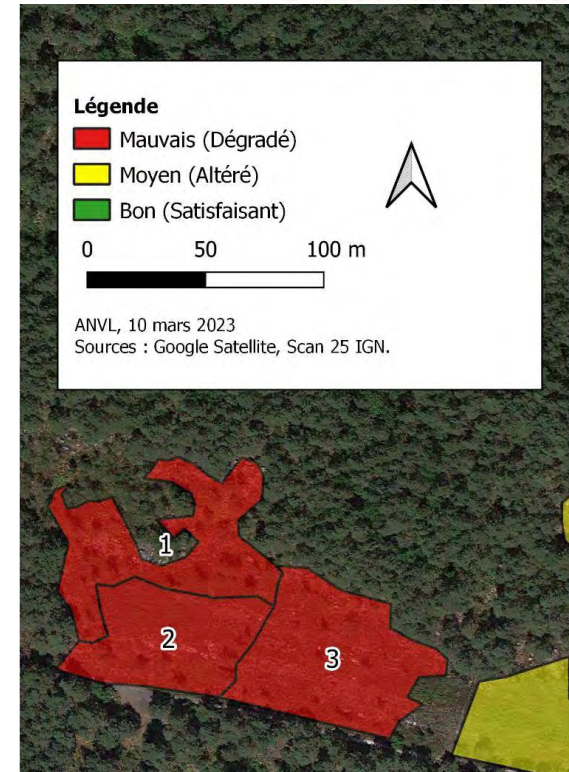 Légende
Mauvais (Dégradé)
Moyen (Altéré)
Bon (Satisfaisant)
0 50 100 m
ANVL, 10 mars 2023
Sources : Google Satellite, Scan 25 IGN.
1
2
3